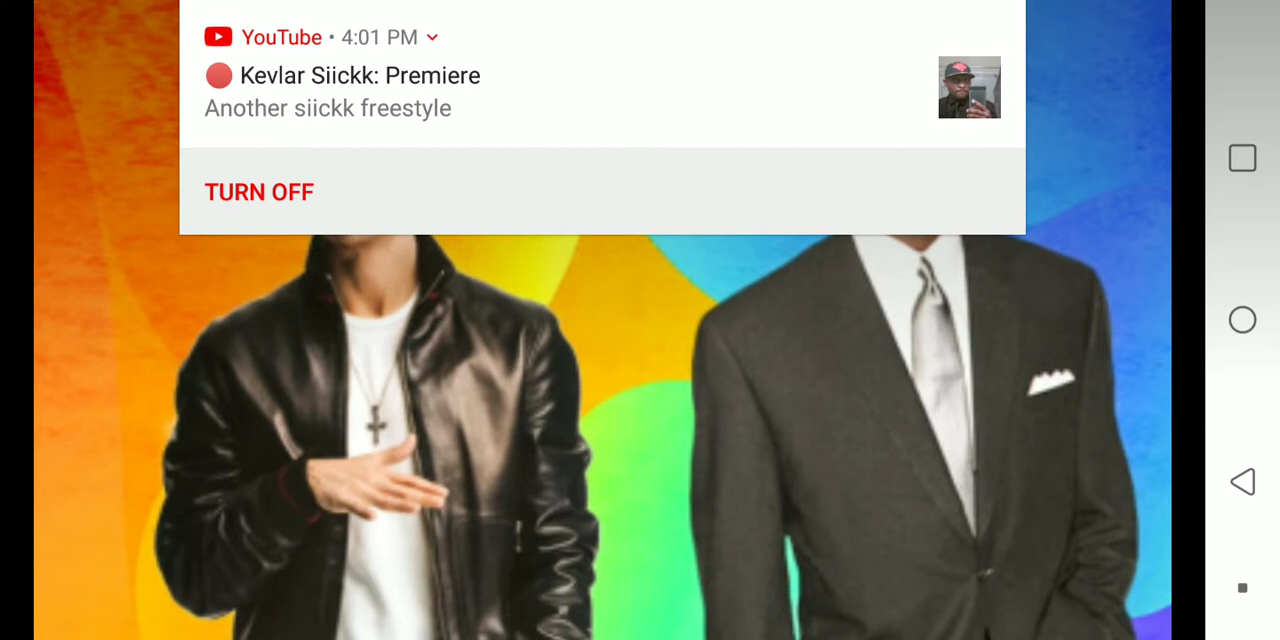 YouTube • 4:01 PM
🔴 Kevlar Siickk: Premiere
Another siickk freestyle
TURN OFF